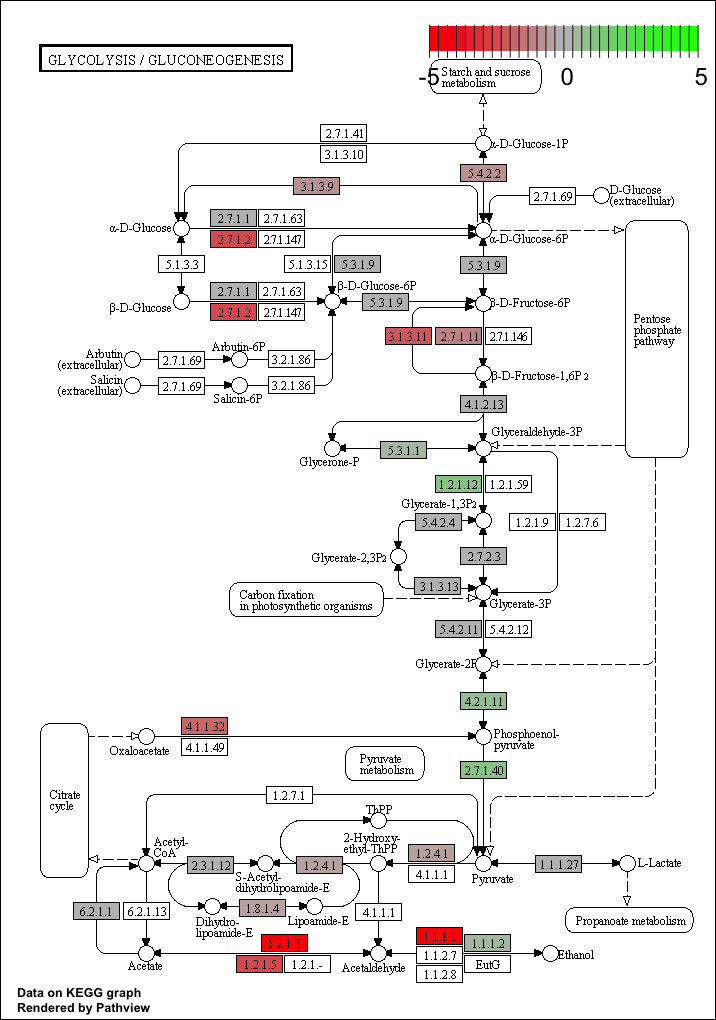 GLYCOLYSIS / GLUCONEOGENESIS
-5 0 5
Starch and sucrose
metabolism
2.7.1.41
3.1.3.10
α-D-Glucose-1P
5.4.2.2
3.1.3.9
2.7.1.69
D-Glucose
(extracellular)
α-D-Glucose
2.7.1.1
2.7.1.63
2.7.1.2
2.7.1.147
α-D-Glucose-6P
5.1.3.3
5.1.3.15
5.3.1.9
5.3.1.9
β-D-Glucose
2.7.1.1
2.7.1.63
2.7.1.2
2.7.1.147
β-D-Glucose-6P
5.3.1.9
β-D-Fructose-6P
Pentose
phosphate
pathway
3.1.3.11
2.7.1.11
2.7.1.146
Arbutin
(extracellular)
2.7.1.69
Arbutin-6P
3.2.1.86
Salicin
(extracellular)
2.7.1.69
Salicin-6P
3.2.1.86
β-D-Fructose-1,6P2
4.1.2.13
Glyceraldehyde-3P
Glycerone-P
5.3.1.1
1.2.1.12
1.2.1.59
Glycerate-1,3P2
5.4.2.4
1.2.1.9
1.2.7.6
Glycerate-2,3P2
2.7.2.3
3.1.3.13
Carbon fixation
in photosynthetic organisms
Glycerate-3P
5.4.2.11
5.4.2.12
Glycerate-2P
4.2.1.11
4.1.1.32
4.1.1.49
Oxaloacetate
Phosphoenol-
pyruvate
Pyruvate
metabolism
2.7.1.40
Citrate
cycle
1.2.7.1
ThPP
2-Hydroxy-
ethyl-ThPP
Acetyl-
CoA
2.3.1.12
S-Acetyl-
dihydrolipoamide-E
1.2.4.1
1.2.4.1
4.1.1.1
Pyruvate
1.1.1.27
L-Lactate
6.2.1.1
6.2.1.13
Dihydro-
lipoamide-E
1.8.1.4
Lipoamide-E
4.1.1.1
Propanoate metabolism
Acetate
1.2.1.3
1.2.1.5
1.2.1.-
Acetaldehyde
1.1.1.1
1.1.1.2
1.1.2.7
EutG
1.1.2.8
Ethanol
Data on KEGG graph
Rendered by Pathview